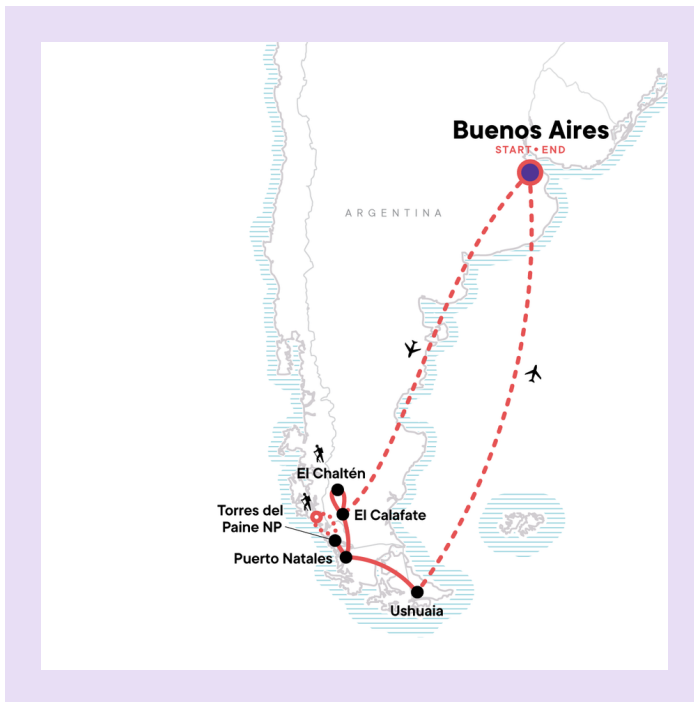 Buenos Aires
START • END
ARGENTINA
El Chaltén
Torres del
Paine NP
El Calafate
Puerto Natales
Ushuaia